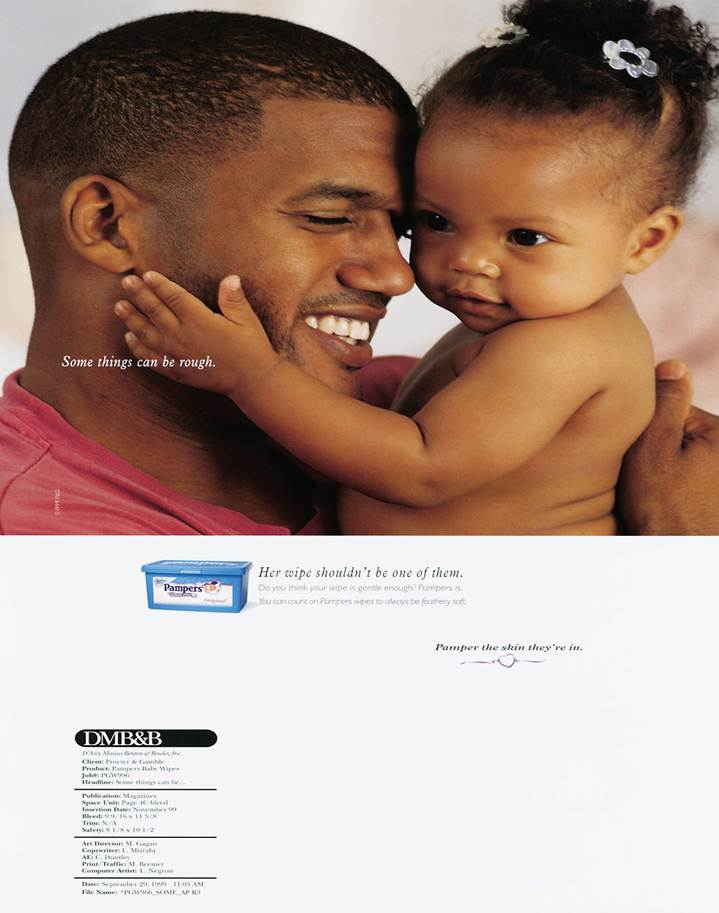 Some things can be rough.
Pampers
Original
Her wipe shouldn't be one of them.
Do you think your wipe is gentle enough? Pampers is.
You can count on Pampers wipes to always be feathery soft.
Pamper the skin they're in.
DMB&B
D'Arcy Masius Benton & Bowles, Inc.
Client: Procter & Gamble
Product: Pampers Baby Wipes
Job#: PGW996
Headline: Some things can be...
Publication: Magazines
Space Unit: Page 4C bleed
Insertion Date: November 99
Bleed: 9 9/16 x 11 5/8
Trim: N/A
Safety: 8 1/8 x 10 1/2
Art Director: M. Gagan
Copywriter: L. Mizrahi
AE: C. Dantley
Print/Traffic: M. Beemer
Computer Artist: L. Negron
Date: September 29, 1999 11:05 AM
File Name: *PGW966_SOME_AP R3